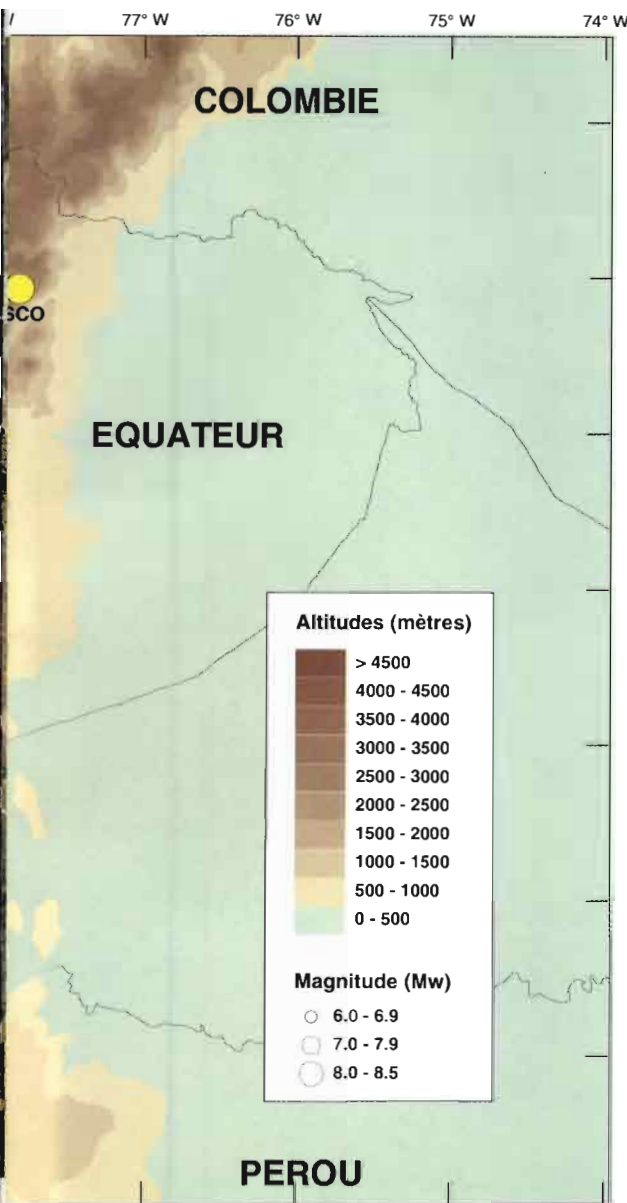 77° W 76° W 75° W 74° W
COLOMBIE
SCO
EQUATEUR
Altitudes (mètres)
> 4500
4000 - 4500
3500 - 4000
3000 - 3500
2500 - 3000
2000 - 2500
1500 - 2000
1000 - 1500
500 - 1000
0 - 500
Magnitude (Mw)
6.0 - 6.9
7.0 - 7.9
8.0 - 8.5
PEROU